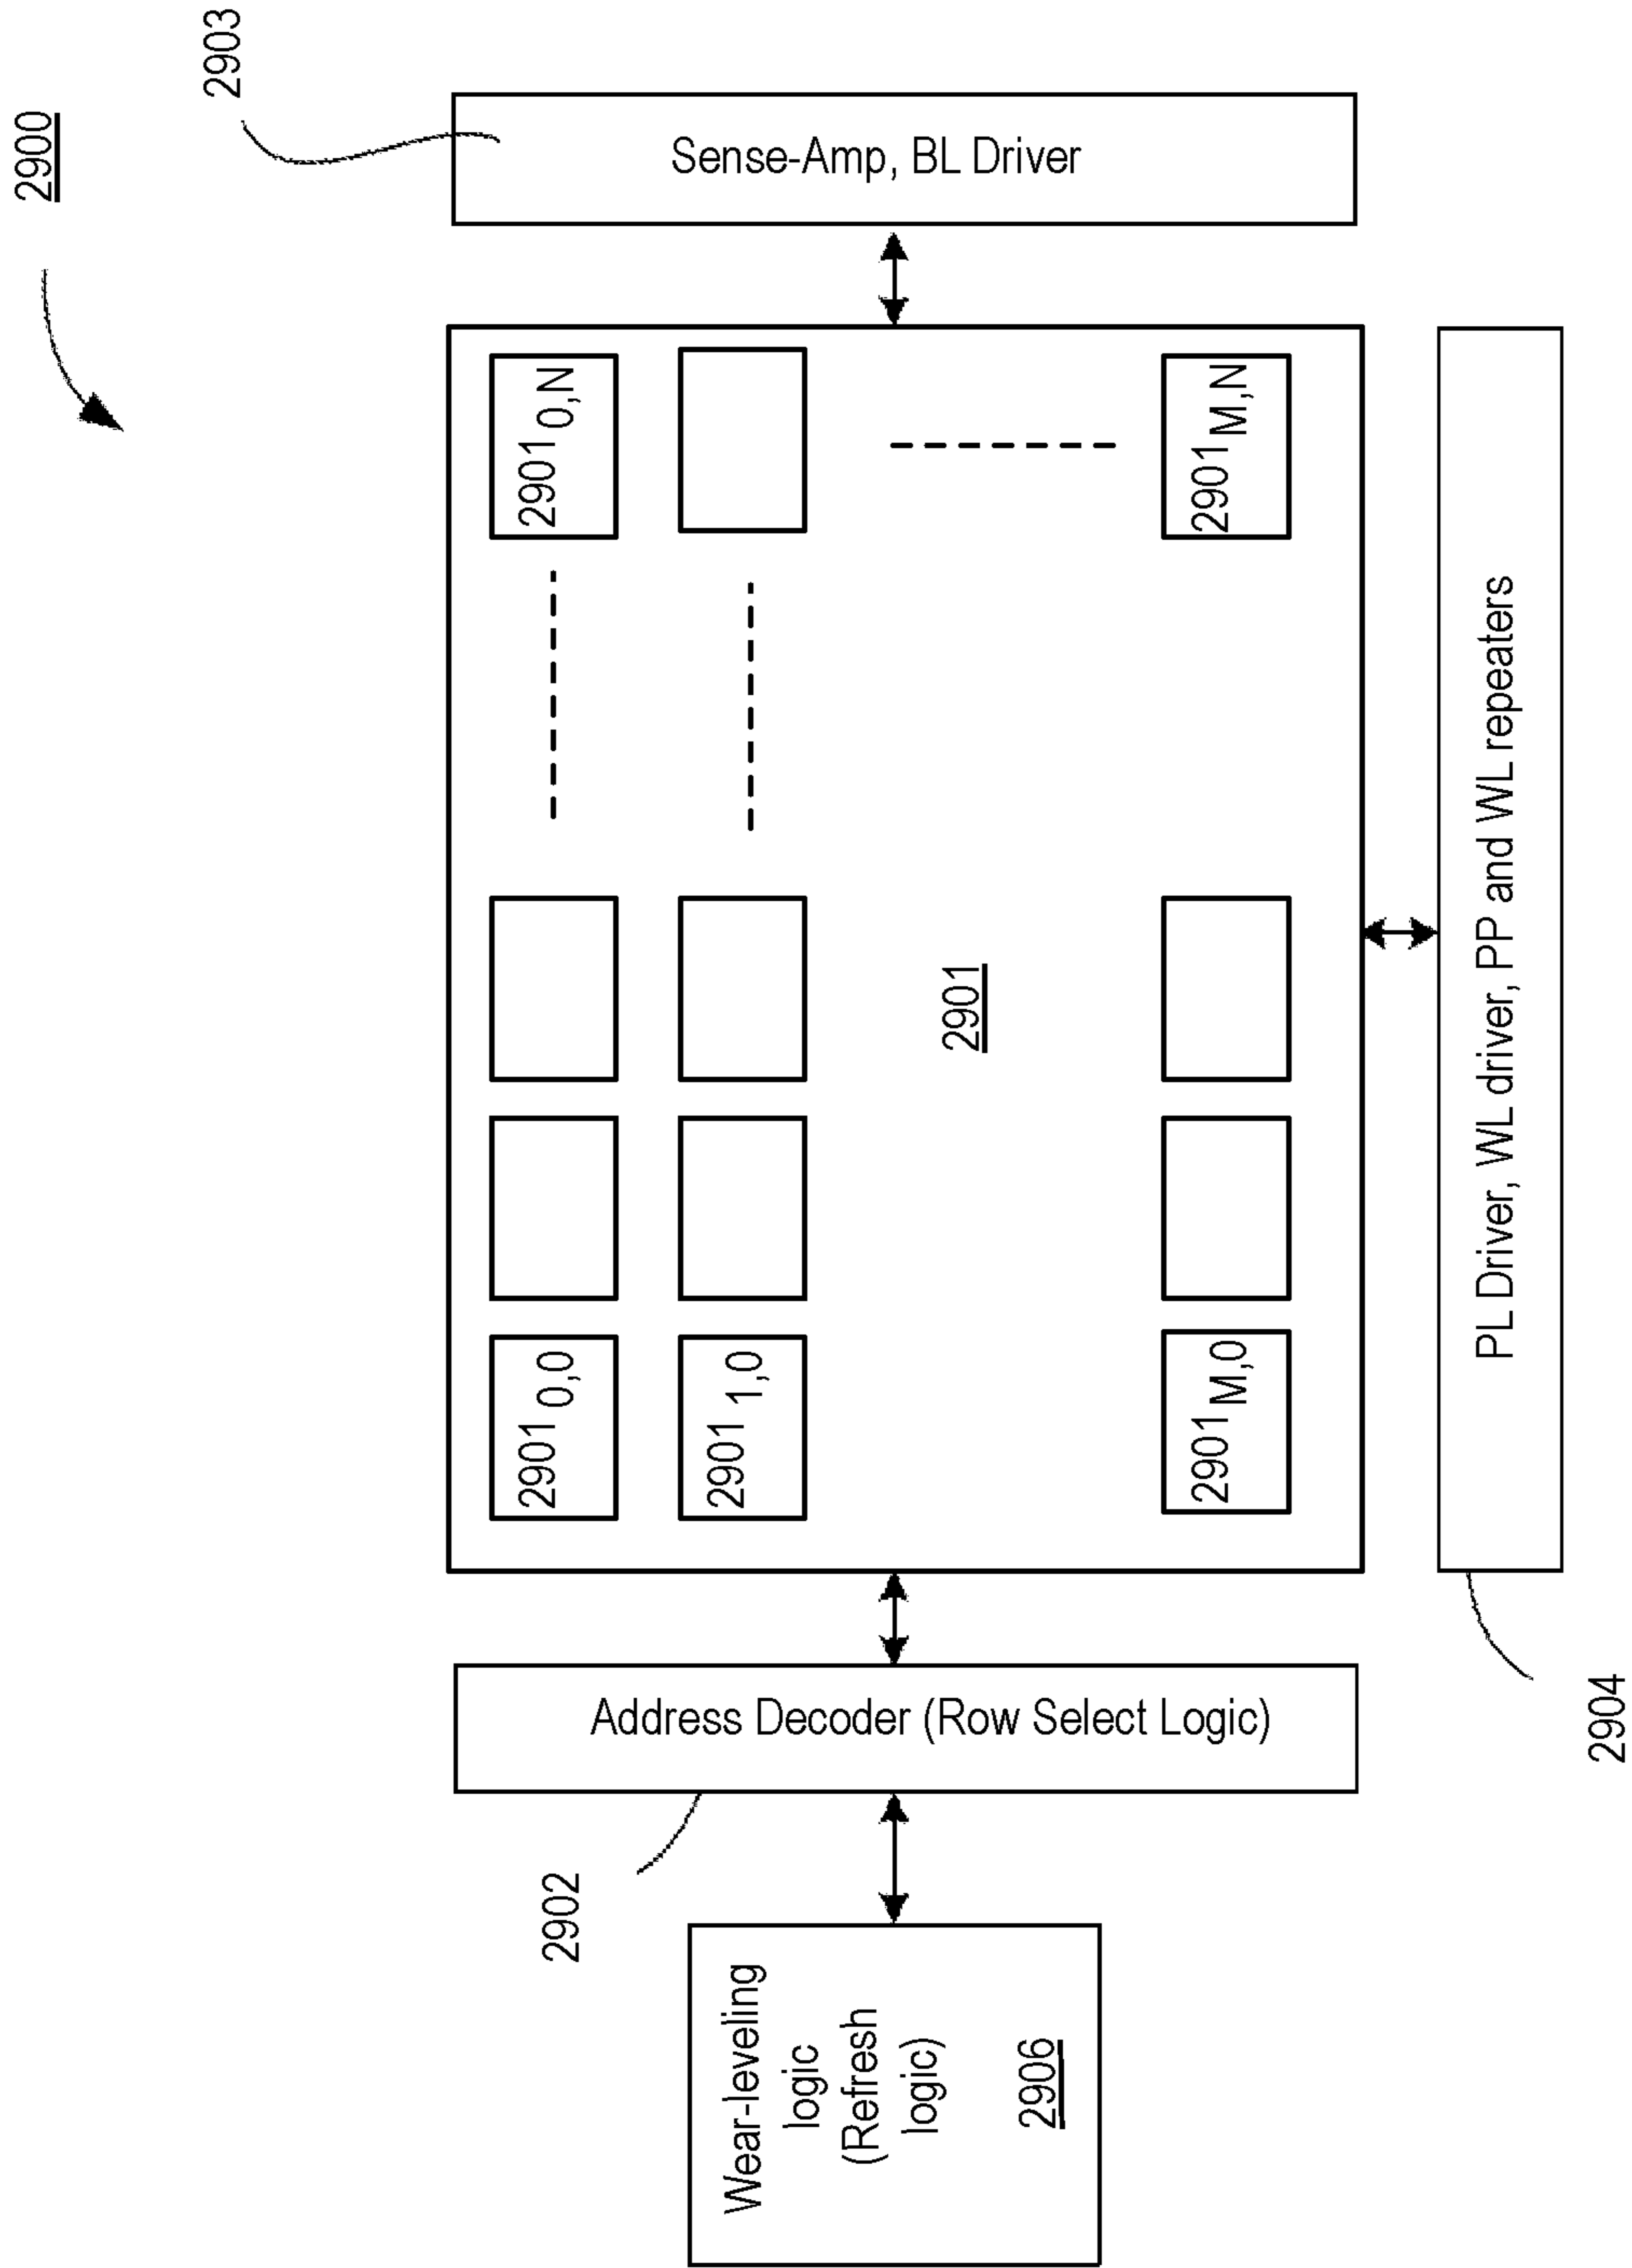 2900
2903
Sense-Amp, BL Driver
2901 0,0
2901 0,N
2901 1,0
2901
2901 M,0
2901 M,N
Address Decoder (Row Select Logic)
2902
Wear-leveling
logic
(Refresh
logic)
2906
PL Driver, WL driver, PP and WL repeaters
2904